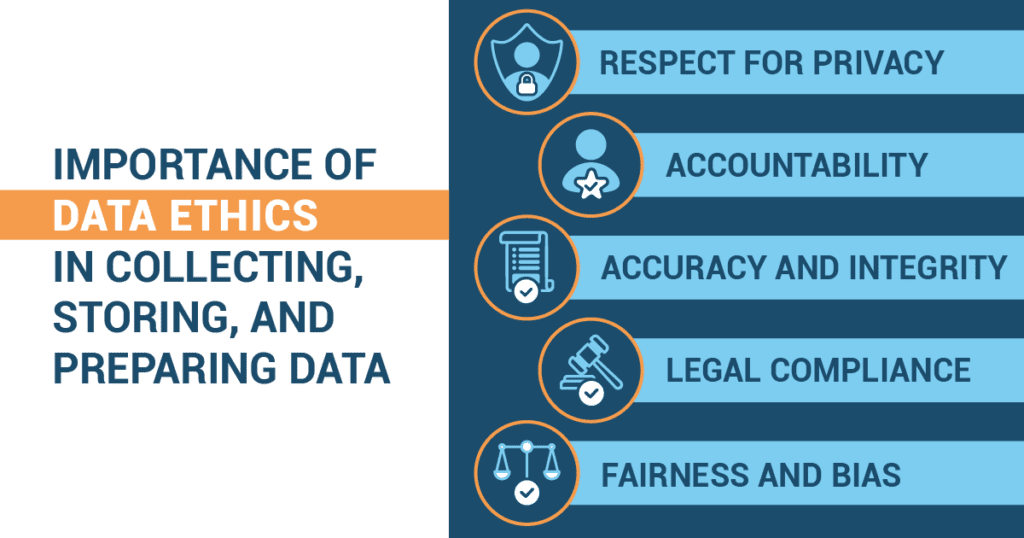 IMPORTANCE OF
DATA ETHICS
IN COLLECTING,
STORING, AND
PREPARING DATA
RESPECT FOR PRIVACY
ACCOUNTABILITY
ACCURACY AND INTEGRITY
LEGAL COMPLIANCE
FAIRNESS AND BIAS